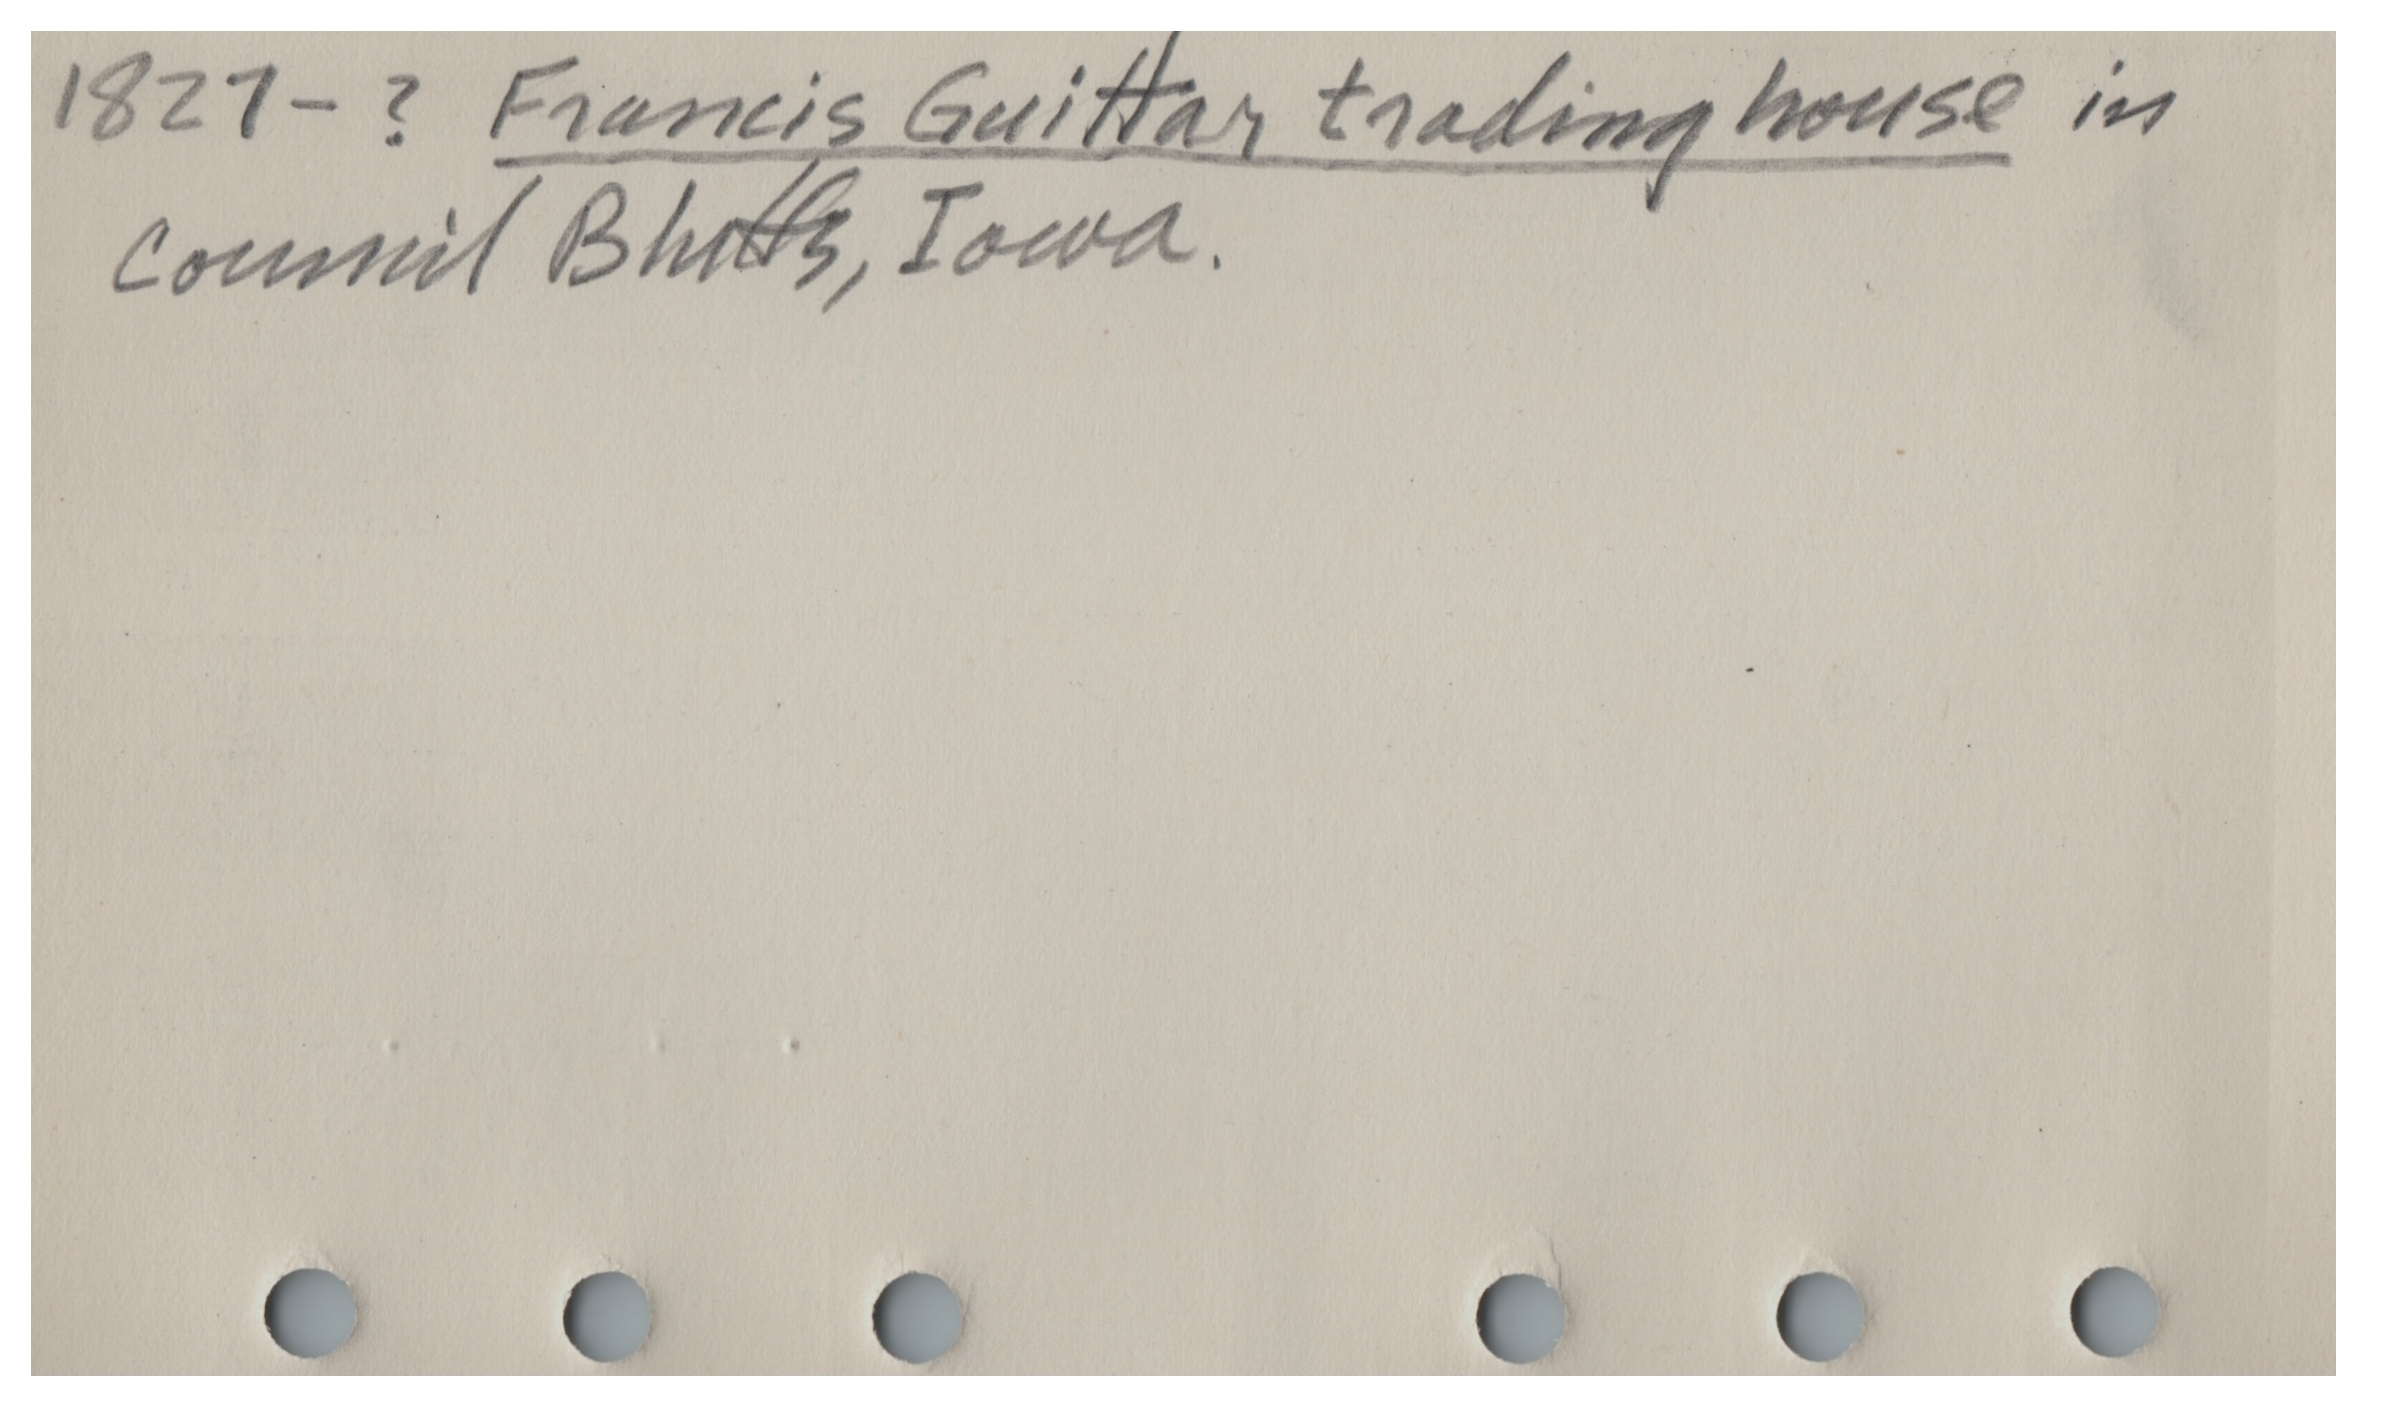 1827-? Francis Guittar trading house in
Council Bluffs, Iowa.